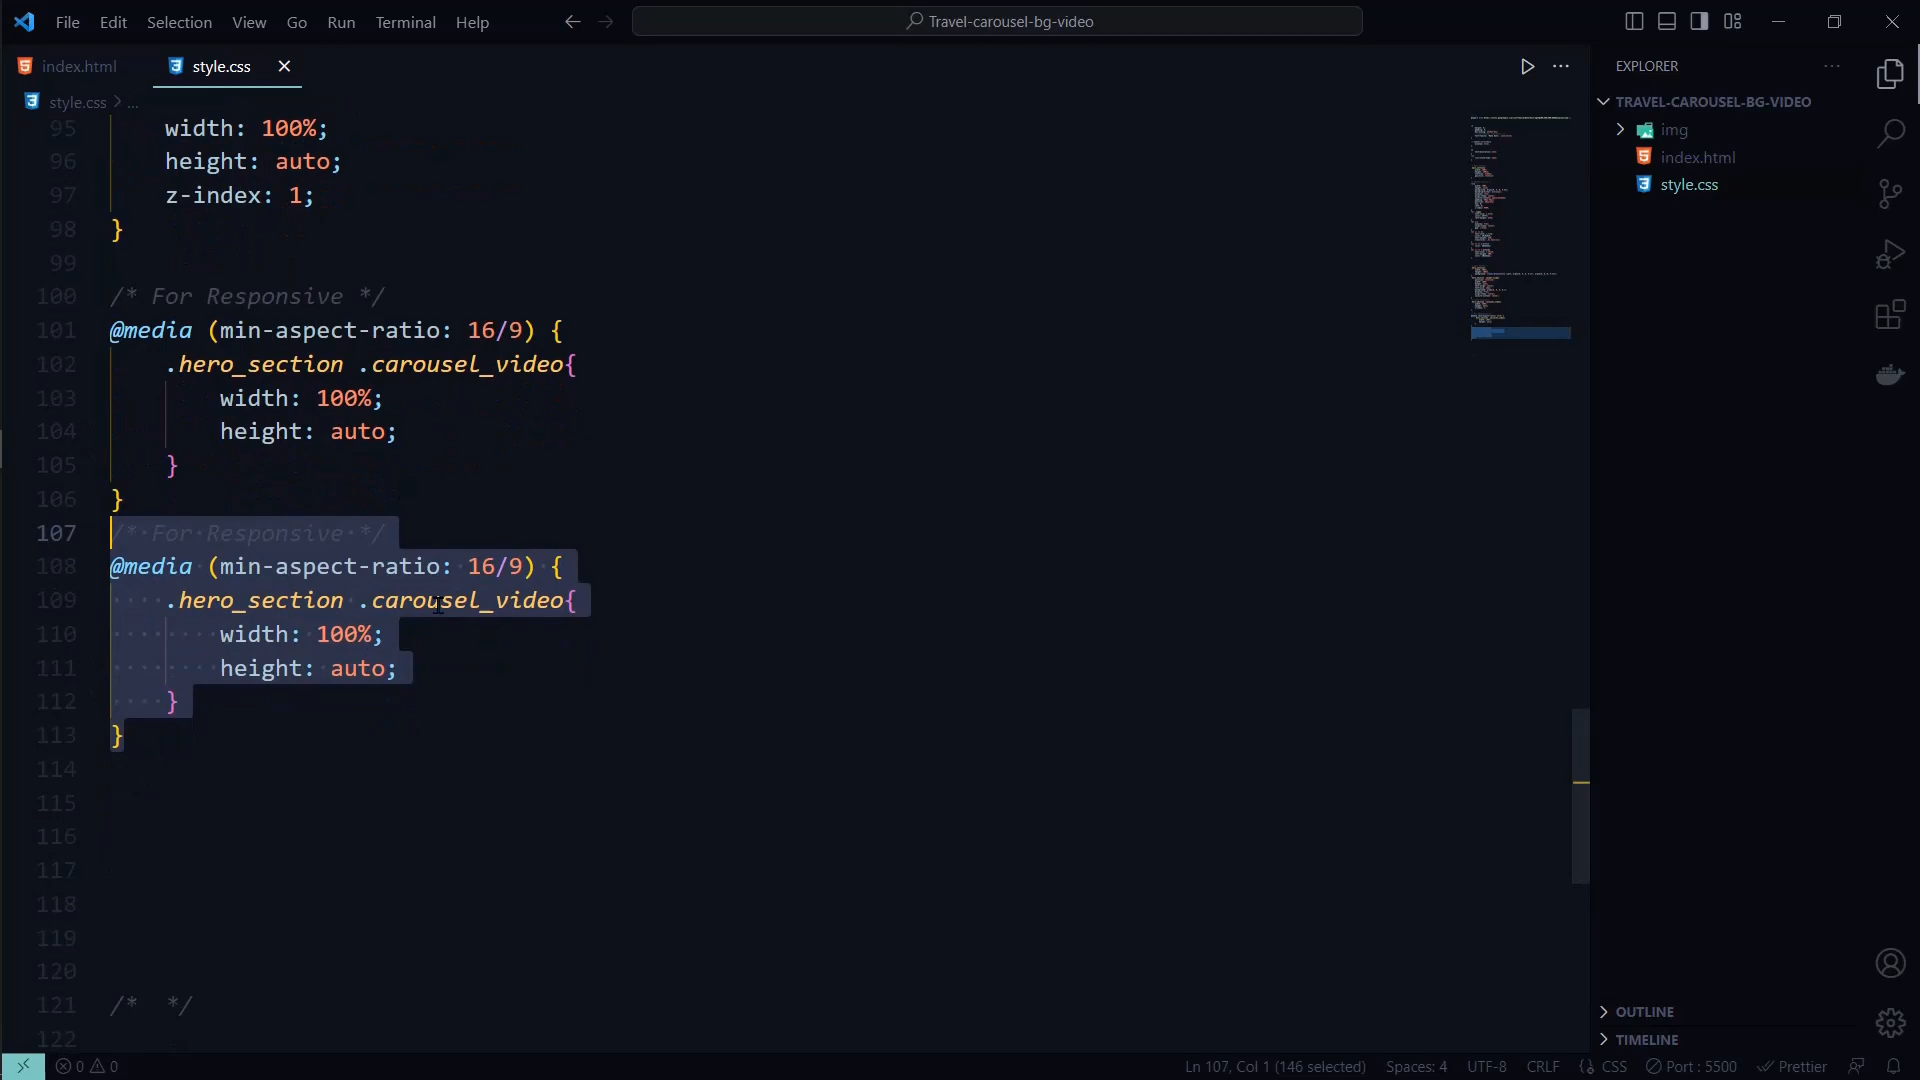 File Edit Selection View Go Run Terminal Help
Travel-carousel-bg-video
index.html
style.css
EXPLORER
style.css > ...
TRAVEL-CAROUSEL-BG-VIDEO
img
index.html
style.css
95 width: 100%;
96 height: auto;
97 z-index: 1;
98 }
99
100 /* For Responsive */
101 @media (min-aspect-ratio: 16/9) {
102 .hero_section .carousel_video{
103 width: 100%;
104 height: auto;
105 }
106 }
107 /* For Responsive */
108 @media (min-aspect-ratio: 16/9) {
109 .hero_section .carousel_video{
110 width: 100%;
111 height: auto;
112 }
113 }
114
115
116
117
118
119
120
121 /*  */
122
OUTLINE
TIMELINE
0 0
Ln 107, Col 1 (146 selected) Spaces: 4 UTF-8 CRLF {} CSS Port : 5500 Prettier